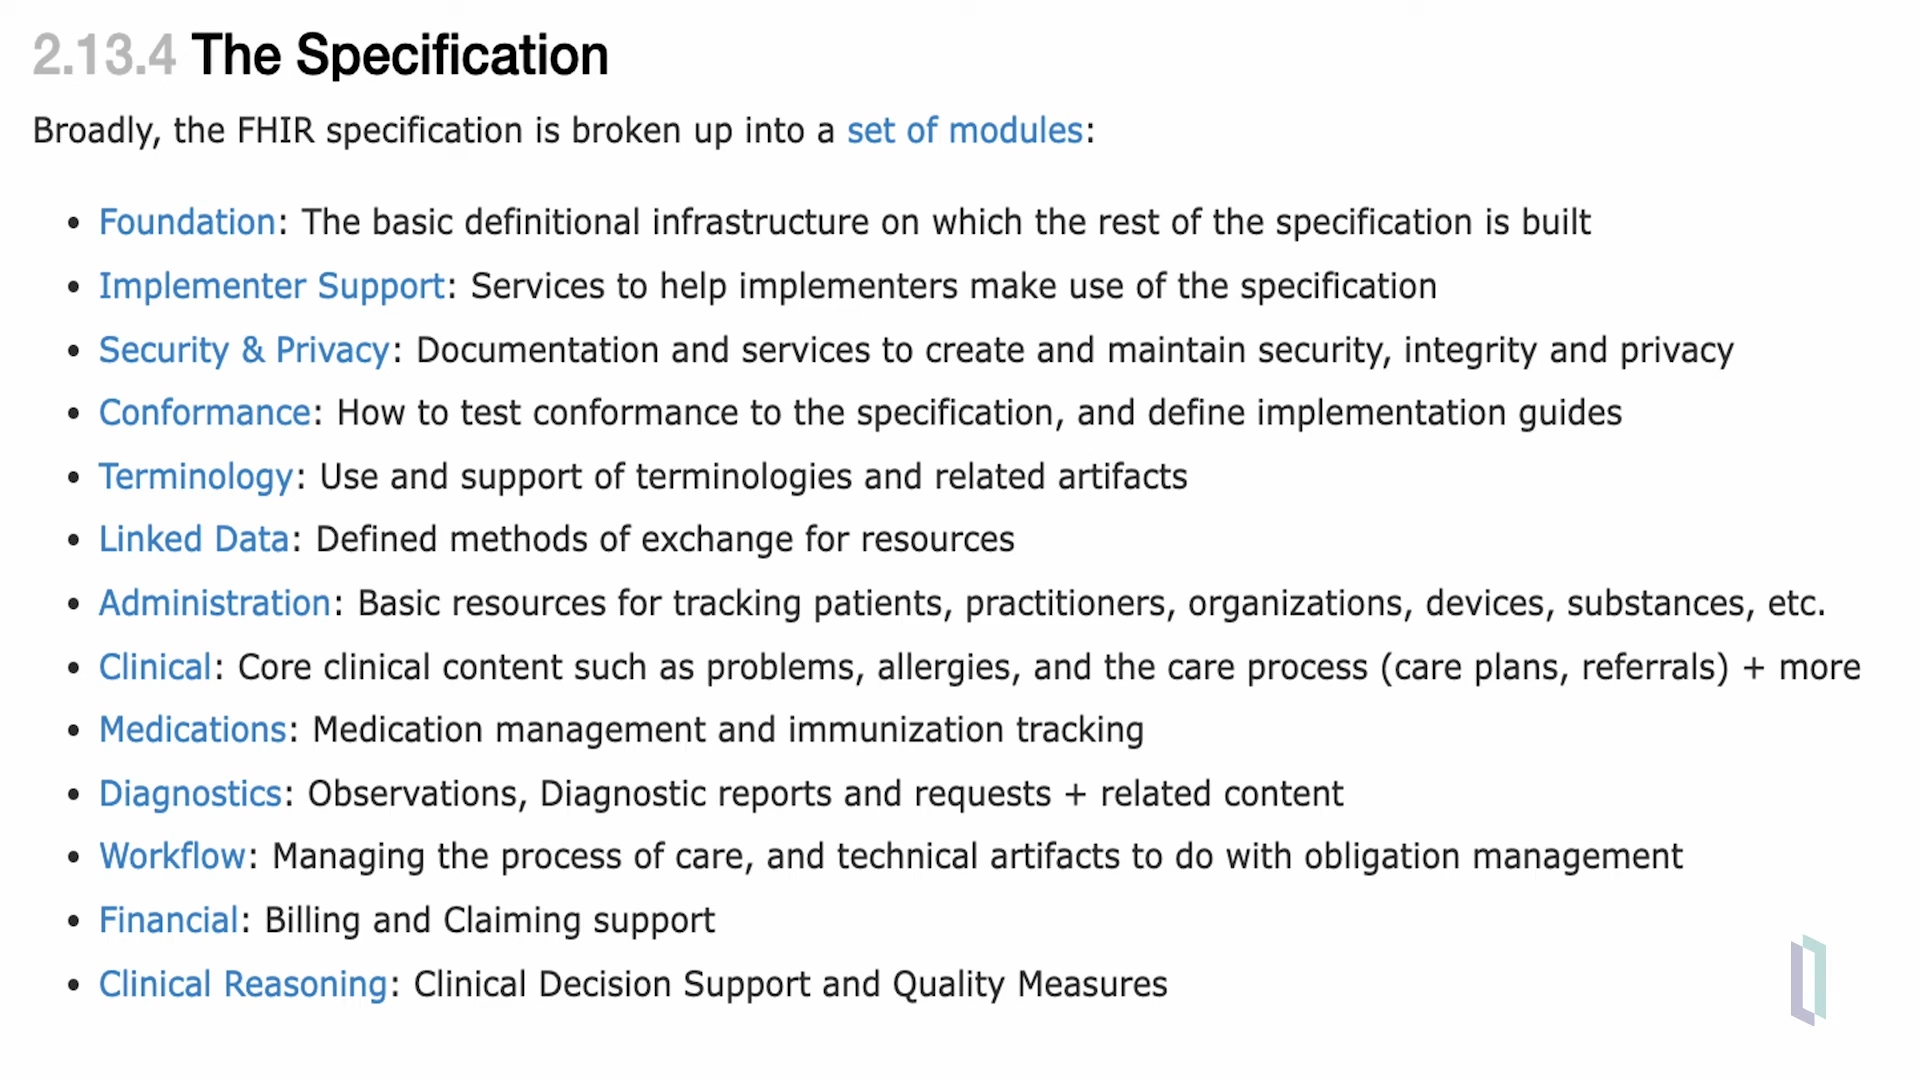 2.13.4 The Specification
Broadly, the FHIR specification is broken up into a set of modules:
• Foundation: The basic definitional infrastructure on which the rest of the specification is built
• Implementer Support: Services to help implementers make use of the specification
• Security & Privacy: Documentation and services to create and maintain security, integrity and privacy
• Conformance: How to test conformance to the specification, and define implementation guides
• Terminology: Use and support of terminologies and related artifacts
• Linked Data: Defined methods of exchange for resources
• Administration: Basic resources for tracking patients, practitioners, organizations, devices, substances, etc.
• Clinical: Core clinical content such as problems, allergies, and the care process (care plans, referrals) + more
• Medications: Medication management and immunization tracking
• Diagnostics: Observations, Diagnostic reports and requests + related content
• Workflow: Managing the process of care, and technical artifacts to do with obligation management
• Financial: Billing and Claiming support
• Clinical Reasoning: Clinical Decision Support and Quality Measures